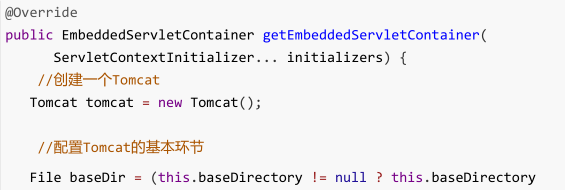 @Override
public EmbeddedServletContainer getEmbeddedServletContainer(
ServletContextInitializer... initializers) {
//创建一个Tomcat
Tomcat tomcat = new Tomcat();
//配置Tomcat的基本环节
File baseDir = (this.baseDirectory != null ? this.baseDirectory